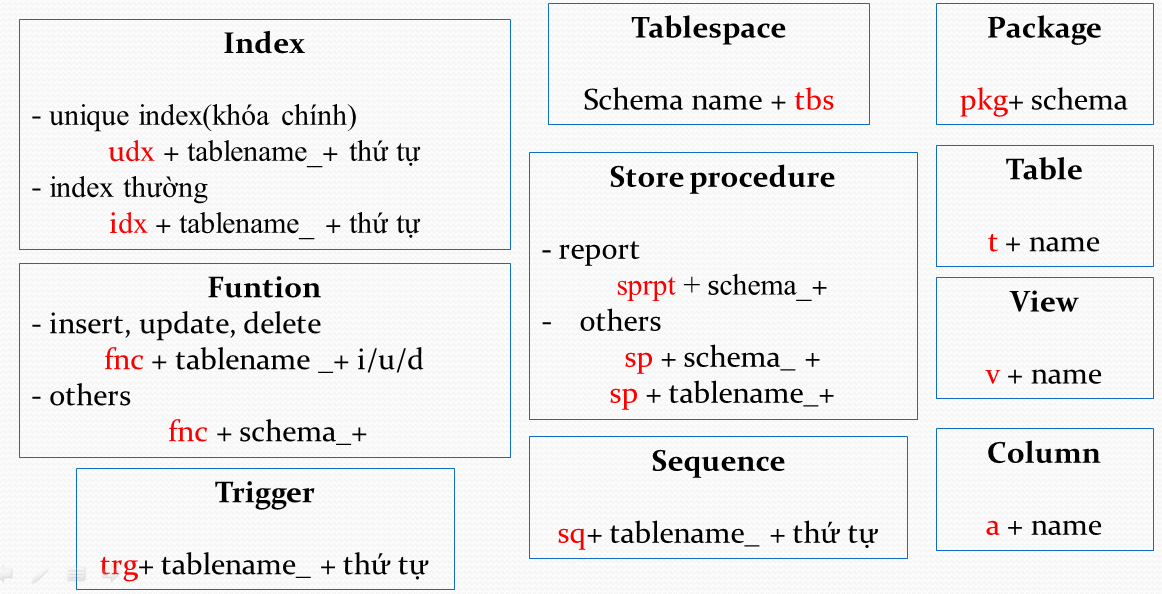 Index
- unique index(khóa chính)
udx + tablename_+ thứ tự
- index thường
idx + tablename_ + thứ tự
Funtion
- insert, update, delete
fnc + tablename _+ i/u/d
- others
fnc + schema_+
Trigger
trg+ tablename_ + thứ tự
Tablespace
Schema name + tbs
Store procedure
- report
sprpt + schema_+
- others
sp + schema_ +
sp + tablename_+
Sequence
sq+ tablename_ + thứ tự
Package
pkg+ schema
Table
t + name
View
v + name
Column
a + name